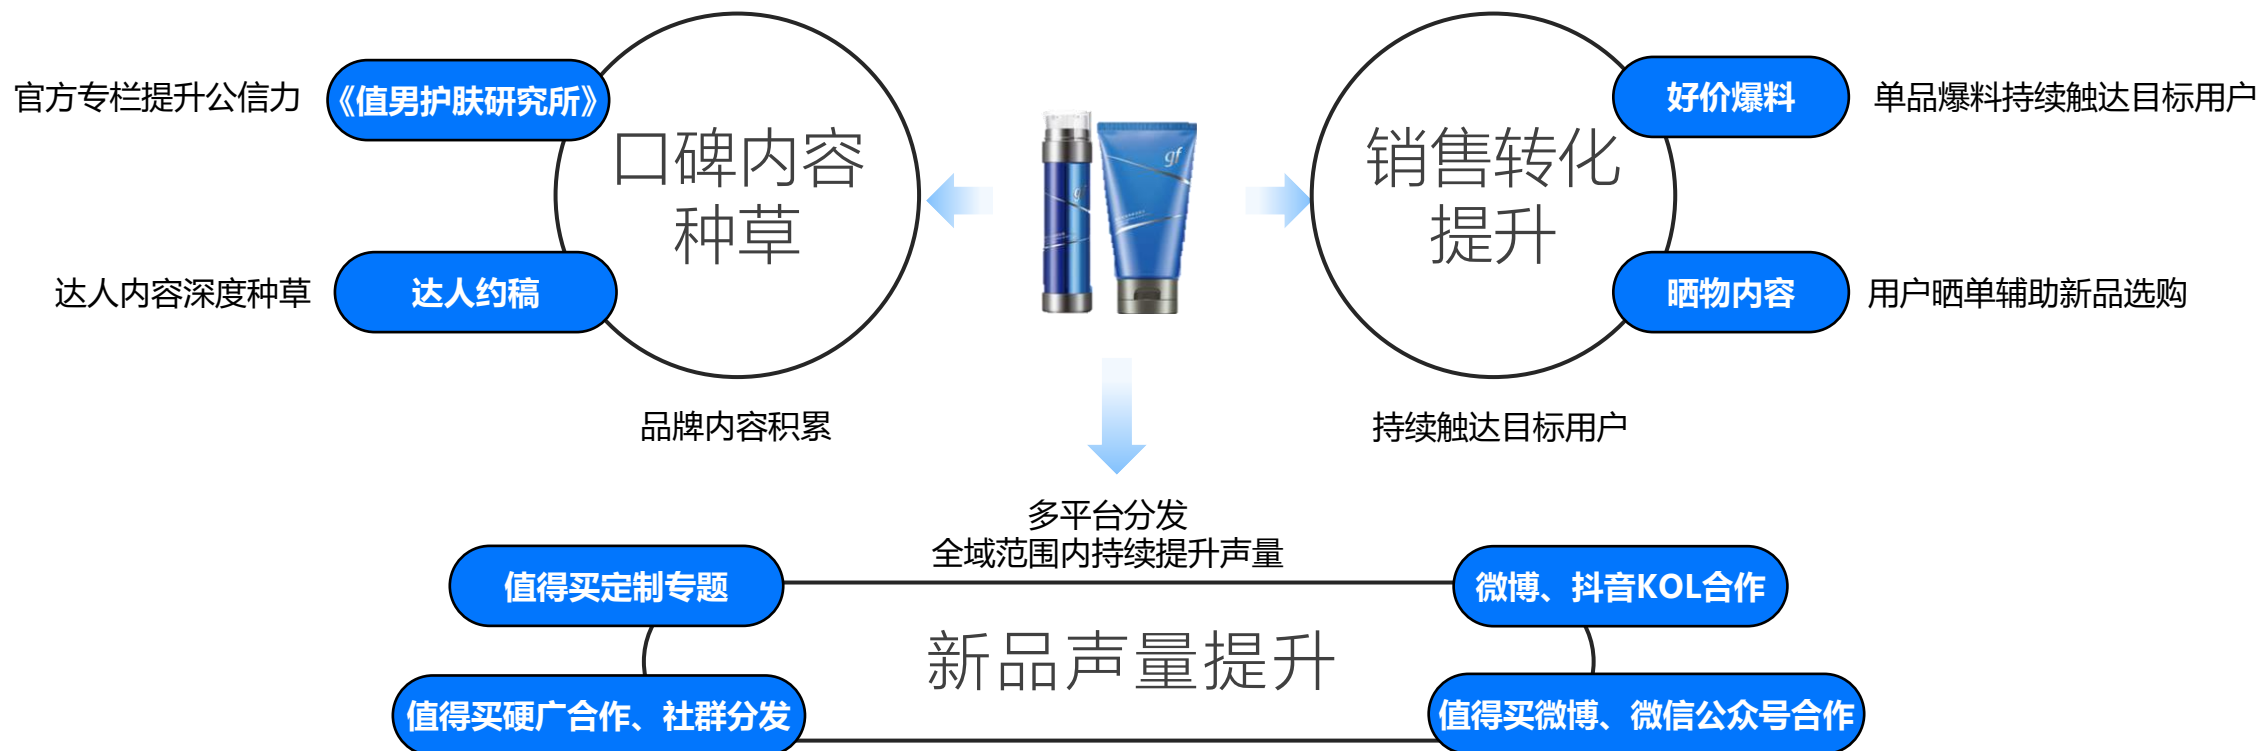 官方专栏提升公信力
《值男护肤研究所》
口碑内容
种草
达人内容深度种草
达人约稿
品牌内容积累
gf
gf
销售转化
提升
好价爆料
单品爆料持续触达目标用户
晒物内容
用户晒单辅助新品选购
持续触达目标用户
多平台分发
全域范围内持续提升声量
值得买定制专题
微博、抖音KOL合作
新品声量提升
值得买硬广合作、社群分发
值得买微博、微信公众号合作